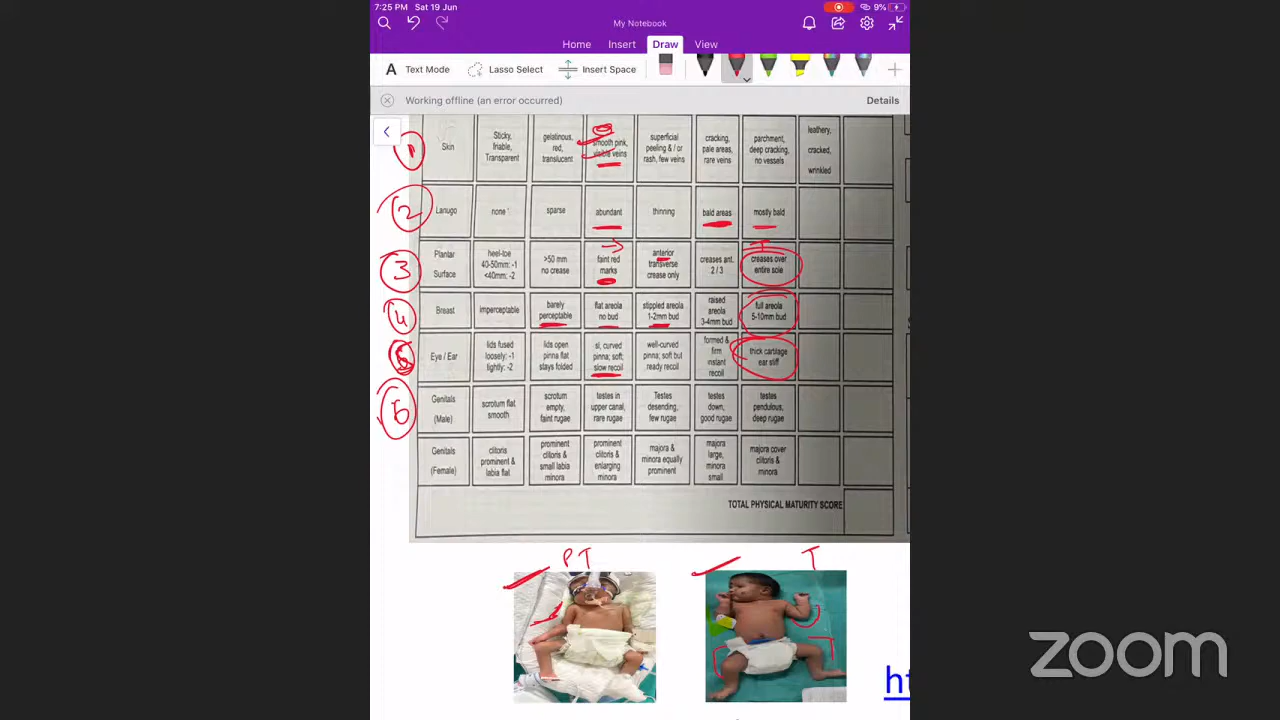 7:25 PM Sat 19 Jun
9%
My Notebook
Home Insert Draw View
A Text Mode Lasso Select Insert Space
Working offline (an error occurred) Details
1
Skin
Sticky,
friable,
Transparent
gelatinous,
red,
translucent
smooth pink,
visible veins
superficial
peeling & / or
rash, few veins
cracking,
pale areas,
rare veins
parchment,
deep cracking,
no vessels
leathery,
cracked,
wrinkled
2
Lanugo
none
sparse
abundant
thinning
bald areas
mostly bald
3
Plantar
Surface
heel-toe
40-50mm: -1
<40mm: -2
>50 mm
no crease
faint red
marks
anterior
transverse
crease only
creases ant.
2 / 3
T
creases over
entire sole
4
Breast
imperceptable
barely
perceptable
flat areola
no bud
stippled areola
1-2mm bud
raised
areola
3-4mm bud
full areola
5-10mm bud
5
Eye / Ear
lids fused
loosely: -1
tightly: -2
lids open
pinna flat
stays folded
sl, curved
pinna; soft;
slow recoil
well-curved
pinna; soft but
ready recoil
formed &
firm
instant
recoil
thick cartilage
ear stiff
6
Genitals
(Male)
scrotum flat
smooth
scrotum
empty,
faint rugae
testes in
upper canal,
rare rugae
Testes
desending,
few rugae
testes
down,
good rugae
testes
pendulous,
deep rugae
Genitals
(Female)
clitoris
prominent &
labia flat
prominent
clitoris &
small labia
minora
prominent
clitoris &
enlarging
minora
majora &
minora equally
prominent
majora
large,
minora
small
majora cover
clitoris &
minora
TOTAL PHYSICAL MATURITY SCORE
PT
T
ht
zoom